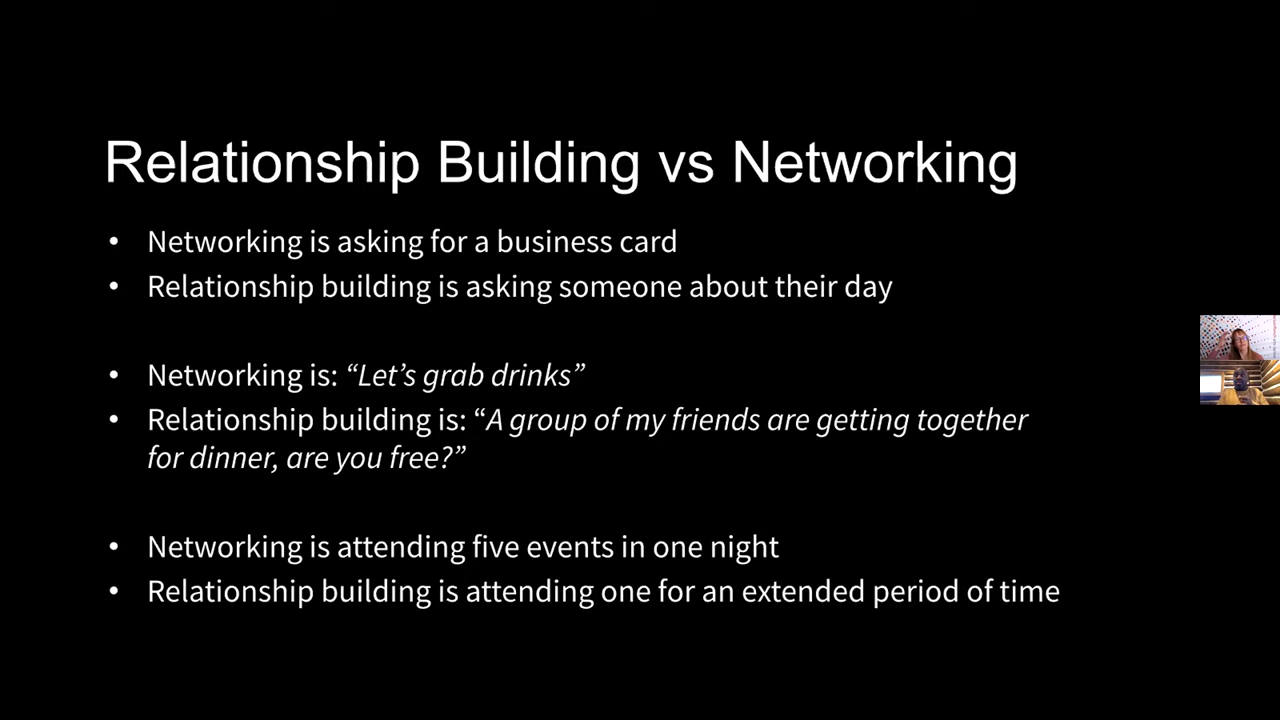 Relationship Building vs Networking
• Networking is asking for a business card
• Relationship building is asking someone about their day
• Networking is: “Let’s grab drinks”
• Relationship building is: “A group of my friends are getting together
for dinner, are you free?”
• Networking is attending five events in one night
• Relationship building is attending one for an extended period of time